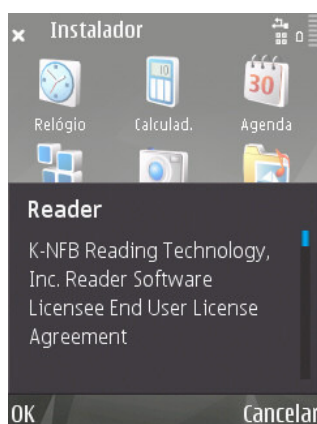 Instalador
10
30
Relógio Calculad. Agenda
Reader
K-NFB Reading Technology,
Inc. Reader Software
Licensee End User License
Agreement
OK Cancelar